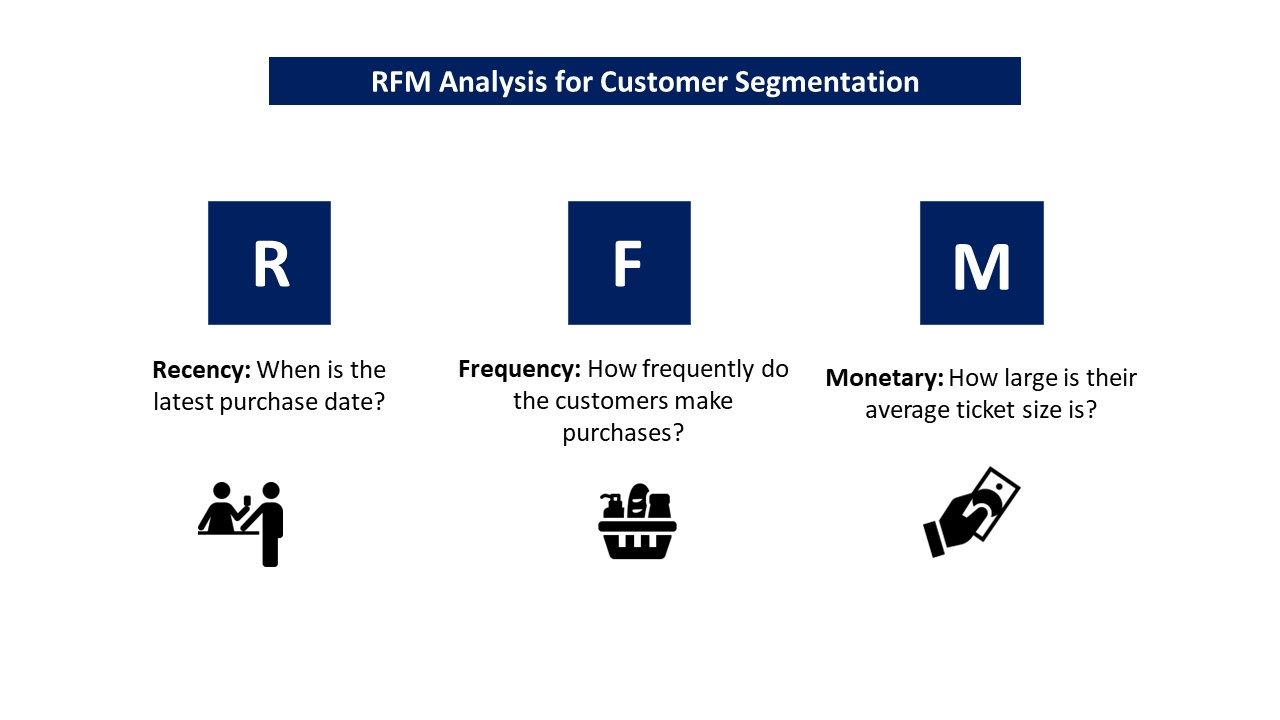 RFM Analysis for Customer Segmentation
R
Recency: When is the
latest purchase date?
F
Frequency: How frequently do
the customers make
purchases?
M
Monetary: How large is their
average ticket size is?